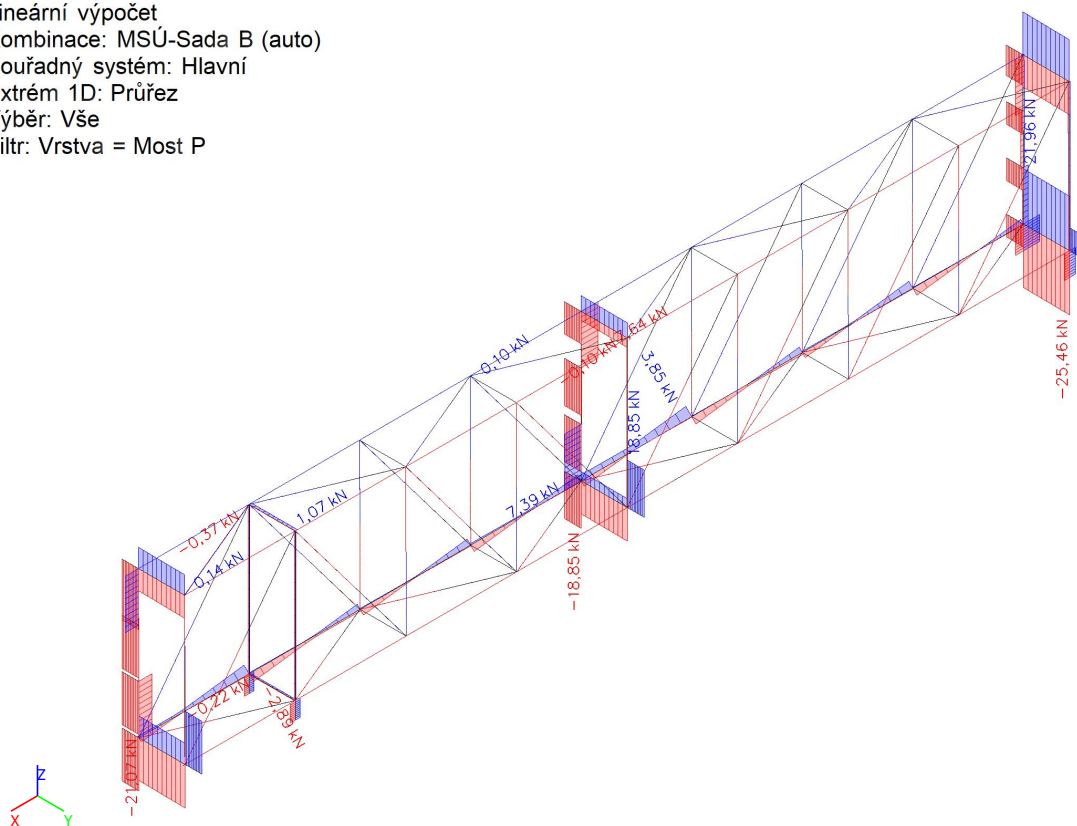 ineární výpočet
ombinace: MSÚ-Sada B (auto)
ouřadný systém: Hlavní
xtrém 1D: Průřez
ýběr: Vše
iltr: Vrstva = Most P
21,96 kN
-25,46 kN
-7,64 kN
-0,10 kN
0,10 kN
3,85 kN
18,85 kN
7,39 kN
-18,85 kN
1,07 kN
-0,37 kN
0,14 kN
-0,22 kN
-2,89 kN
-21,07 kN
Z
X
Y